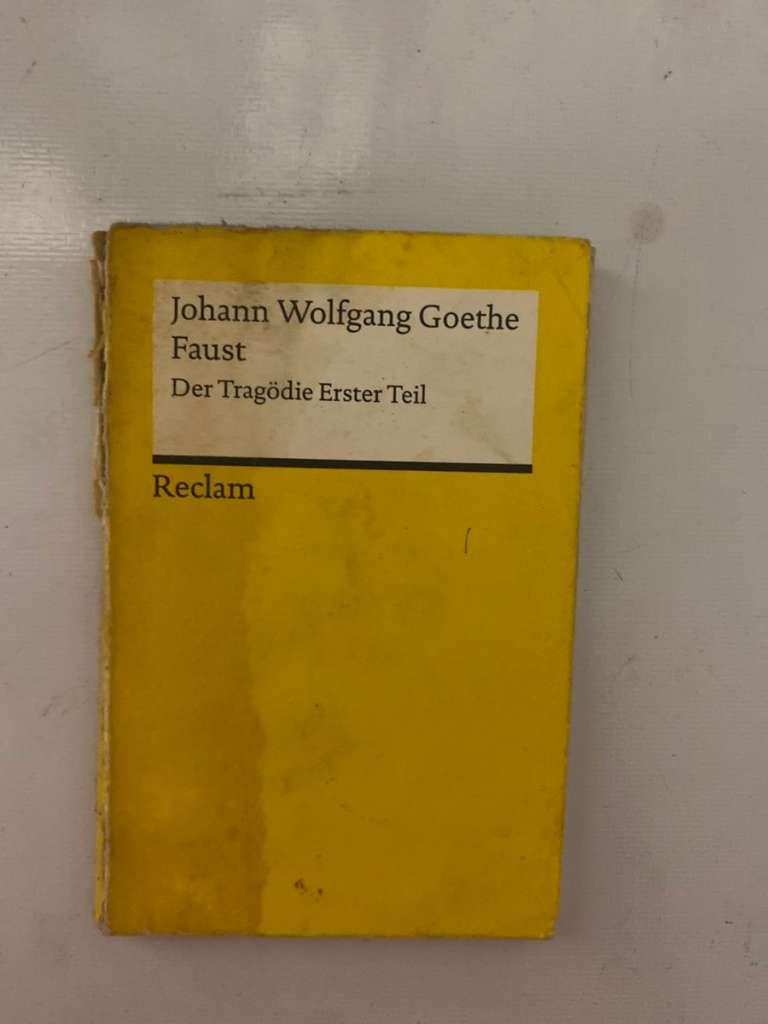 Johann Wolfgang Goethe
Faust
Der Tragödie Erster Teil
Reclam